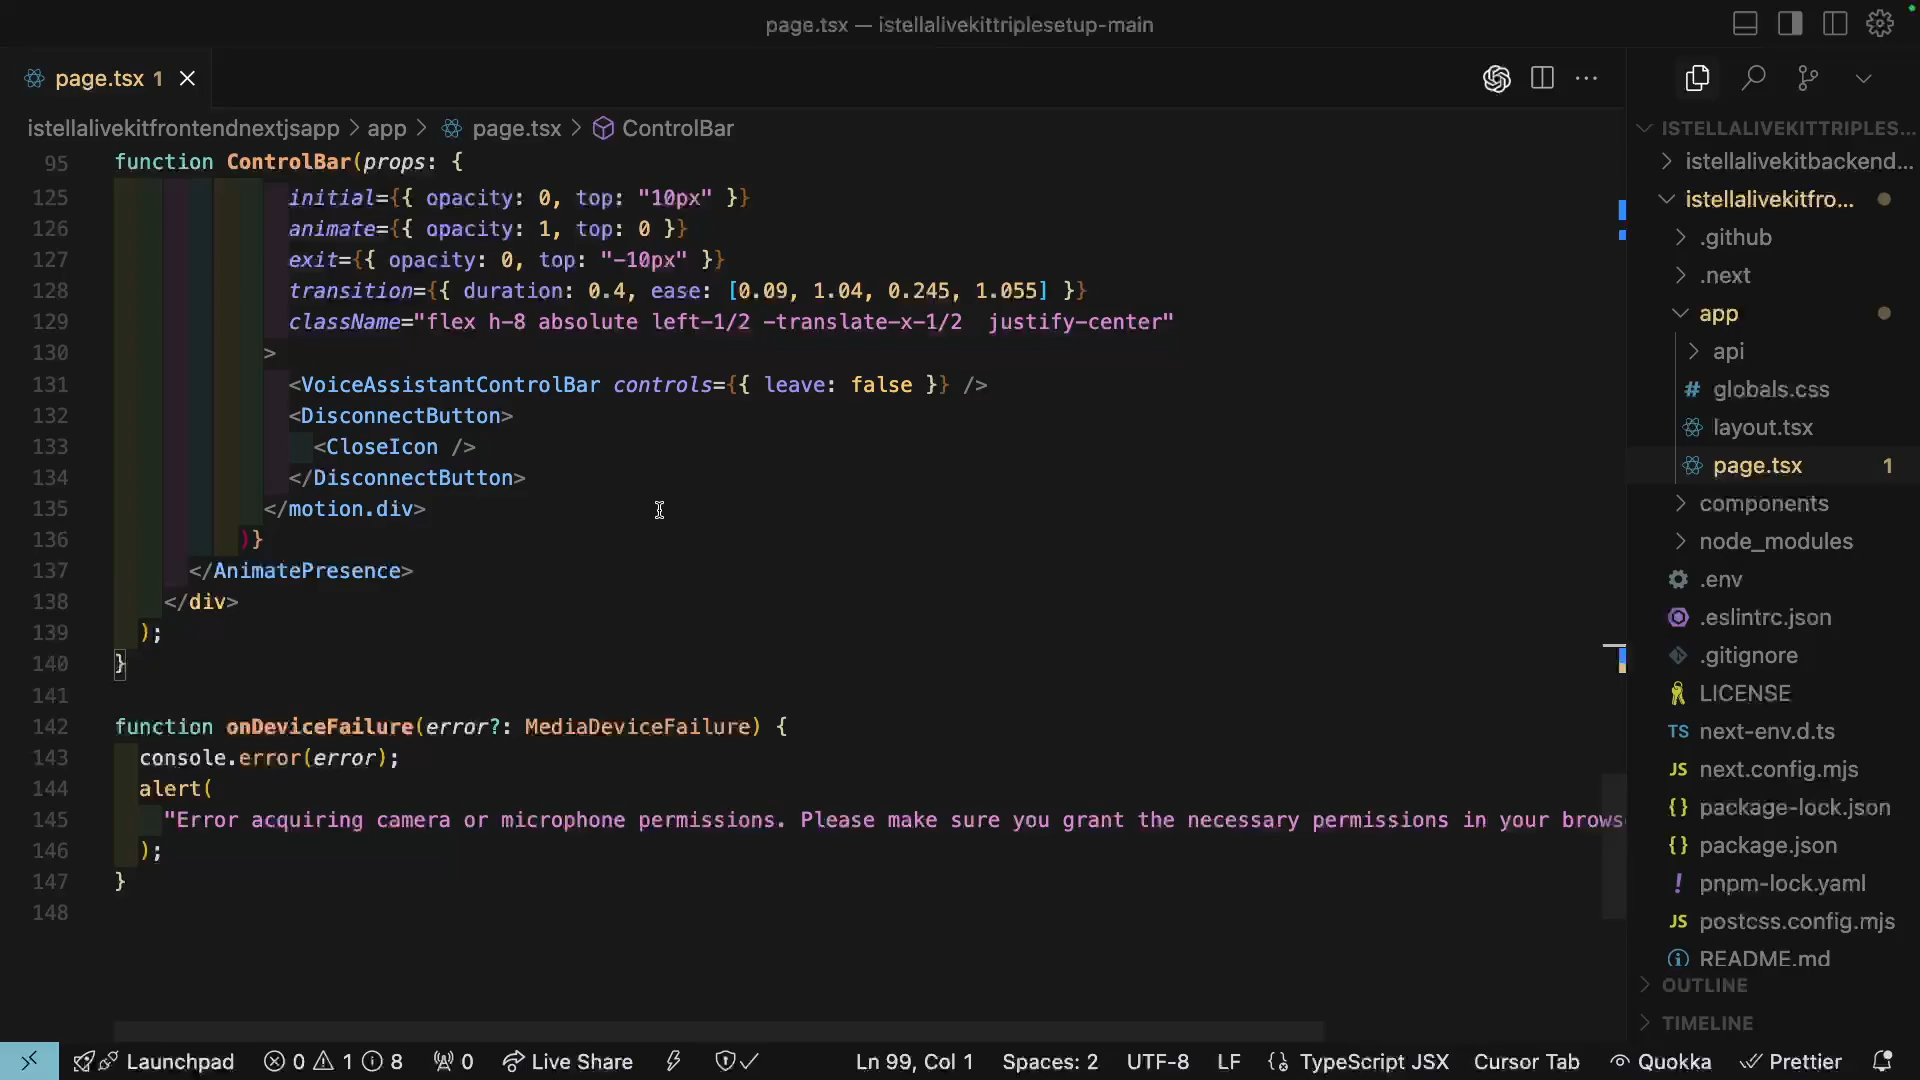 page.tsx — istellalivekittriplesetup-main
page.tsx 1
istellalivekitfrontendnextjsapp > app > page.tsx > ControlBar
95 function ControlBar(props: {
125 initial={{ opacity: 0, top: "10px" }}
126 animate={{ opacity: 1, top: 0 }}
127 exit={{ opacity: 0, top: "-10px" }}
128 transition={{ duration: 0.4, ease: [0.09, 1.04, 0.245, 1.055] }}
129 className="flex h-8 absolute left-1/2 -translate-x-1/2  justify-center"
130 >
131 <VoiceAssistantControlBar controls={{ leave: false }} />
132 <DisconnectButton>
133 <CloseIcon />
134 </DisconnectButton>
135 </motion.div>
136 )}
137 </AnimatePresence>
138 </div>
139 );
140 }
141
142 function onDeviceFailure(error?: MediaDeviceFailure) {
143 console.error(error);
144 alert(
145 "Error acquiring camera or microphone permissions. Please make sure you grant the necessary permissions in your brows
146 );
147 }
148
ISTELLALIVEKITTRIPLES...
istellalivekitbackend...
istellalivekitfro...
.github
.next
app
api
globals.css
layout.tsx
page.tsx 1
components
node_modules
.env
.eslintrc.json
.gitignore
LICENSE
TS next-env.d.ts
JS next.config.mjs
{} package-lock.json
{} package.json
! pnpm-lock.yaml
JS postcss.config.mjs
README.md
OUTLINE
TIMELINE
Launchpad 0 1 8 0 Live Share Ln 99, Col 1 Spaces: 2 UTF-8 LF {} TypeScript JSX Cursor Tab Quokka Prettier